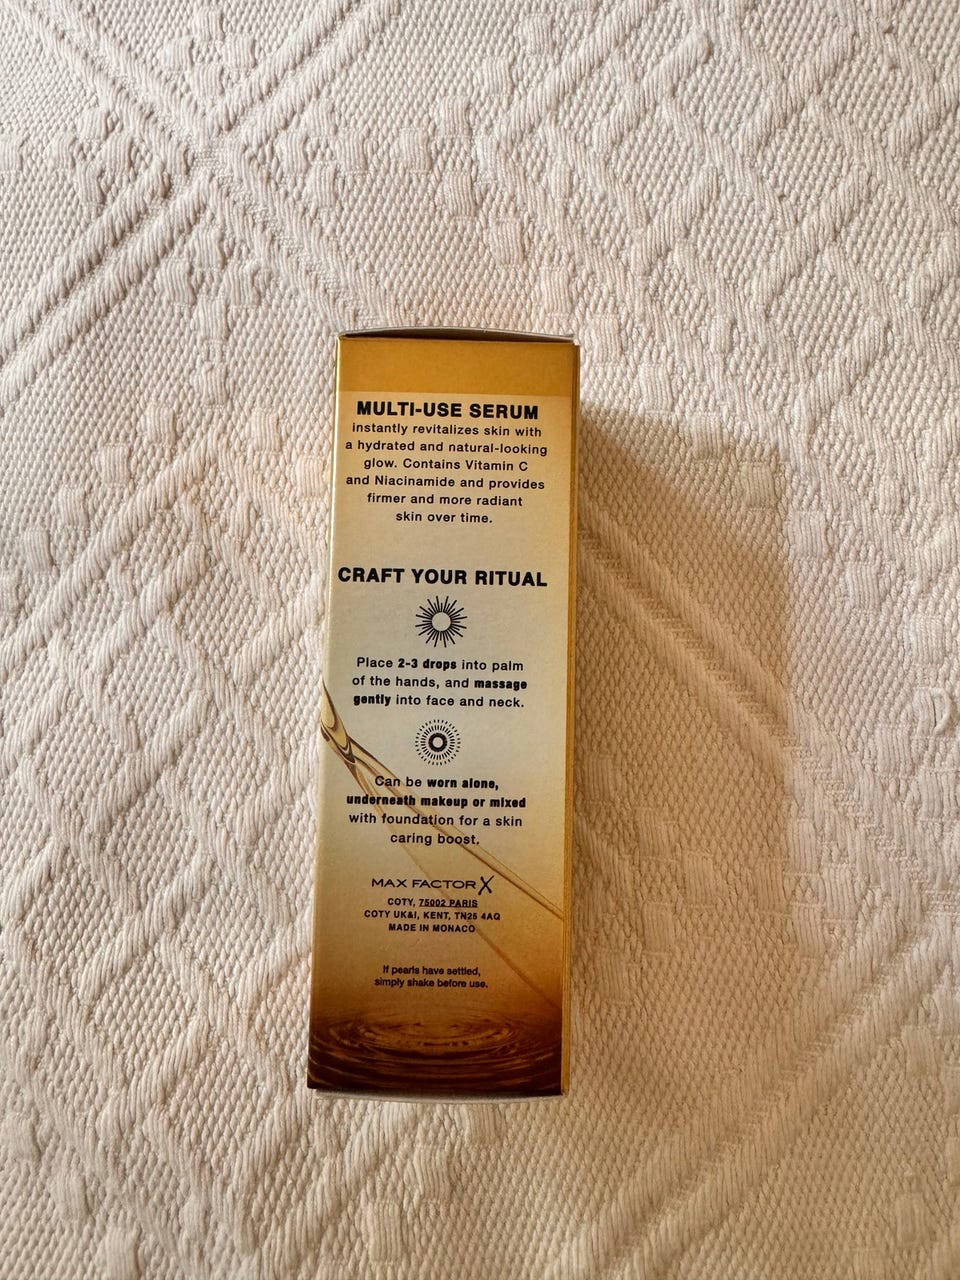 MULTI-USE SERUM
instantly revitalizes skin with
a hydrated and natural-looking
glow. Contains Vitamin C
and Niacinamide and provides
firmer and more radiant
skin over time.
CRAFT YOUR RITUAL
Place 2-3 drops into palm
of the hands, and massage
gently into face and neck.
Can be worn alone,
underneath makeup or mixed
with foundation for a skin
caring boost.
MAX FACTOR X
COTY, 75002 PARIS
COTY UK&I, KENT, TN25 4AQ
MADE IN MONACO
If pearls have settled,
simply shake before use.